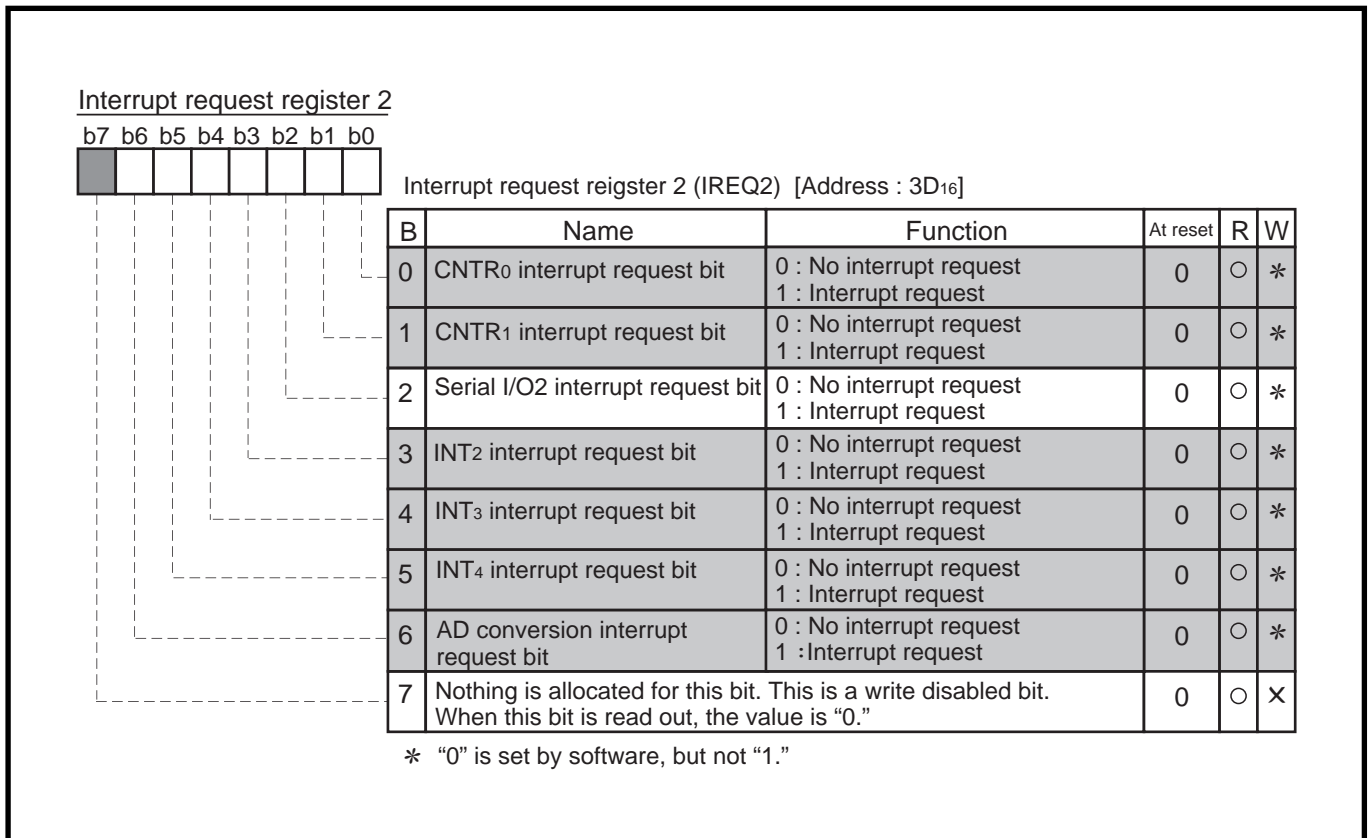 Interrupt request register 2
b7 b6 b5 b4 b3 b2 b1 b0
Interrupt request reigster 2 (IREQ2) [Address : 3D16]
B Name Function At reset R W
0 CNTR0 interrupt request bit 0 : No interrupt request 0 ○ *
1 : Interrupt request
1 CNTR1 interrupt request bit 0 : No interrupt request 0 ○ *
1 : Interrupt request
2 Serial I/O2 interrupt request bit 0 : No interrupt request 0 ○ *
1 : Interrupt request
3 INT2 interrupt request bit 0 : No interrupt request 0 ○ *
1 : Interrupt request
4 INT3 interrupt request bit 0 : No interrupt request 0 ○ *
1 : Interrupt request
5 INT4 interrupt request bit 0 : No interrupt request 0 ○ *
1 : Interrupt request
6 AD conversion interrupt 0 : No interrupt request 0 ○ *
request bit 1 :Interrupt request
7 Nothing is allocated for this bit. This is a write disabled bit. 0 ○ ×
When this bit is read out, the value is “0.”
* “0” is set by software, but not “1.”